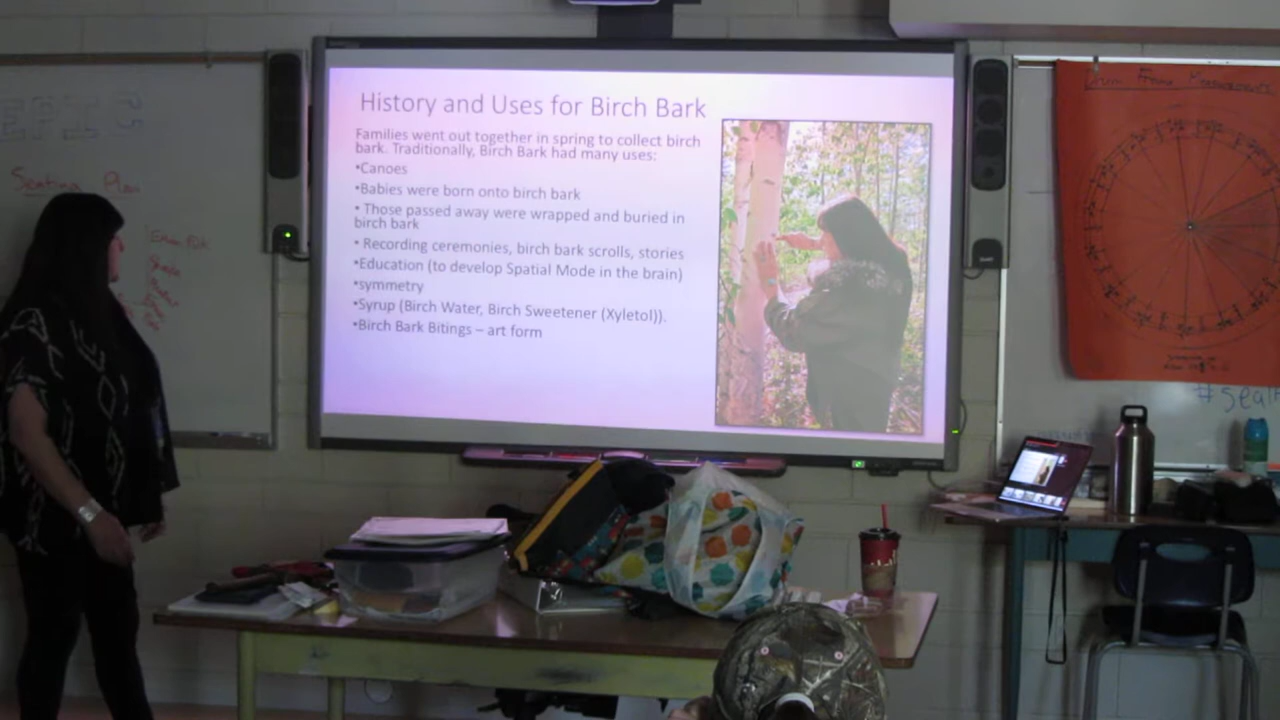 History and Uses for Birch Bark
Families went out together in spring to collect birch
bark. Traditionally, Birch Bark had many uses:
•Canoes
•Babies were born onto birch bark
• Those passed away were wrapped and buried in
birch bark
• Recording ceremonies, birch bark scrolls, stories
•Education (to develop Spatial Mode in the brain)
•symmetry
•Syrup (Birch Water, Birch Sweetener (Xyletol)).
•Birch Bark Bitings – art form
Seating Plan
Drum Frame Measurements